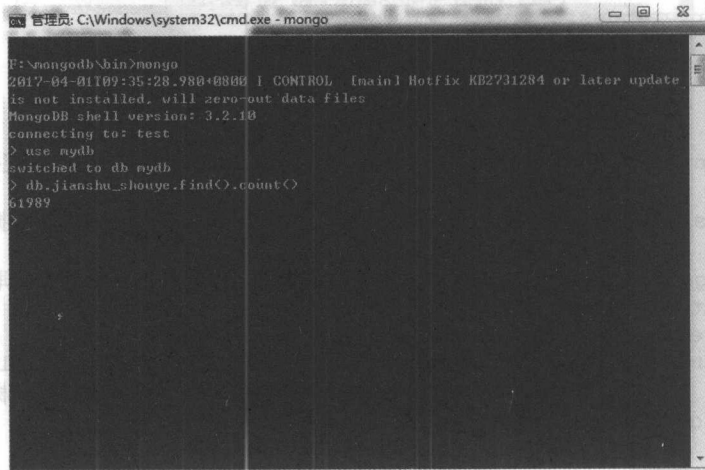 管理员: C:\Windows\system32\cmd.exe - mongo
F:\mongodb\bin>mongo
2017-04-01T09:35:28.980+0800 I CONTROL  [main] Hotfix KB2731284 or later update
is not installed, will zero-out data files
MongoDB shell version: 3.2.10
connecting to: test
> use mydb
switched to db mydb
> db.jianshu_shouye.find().count()
61989
>